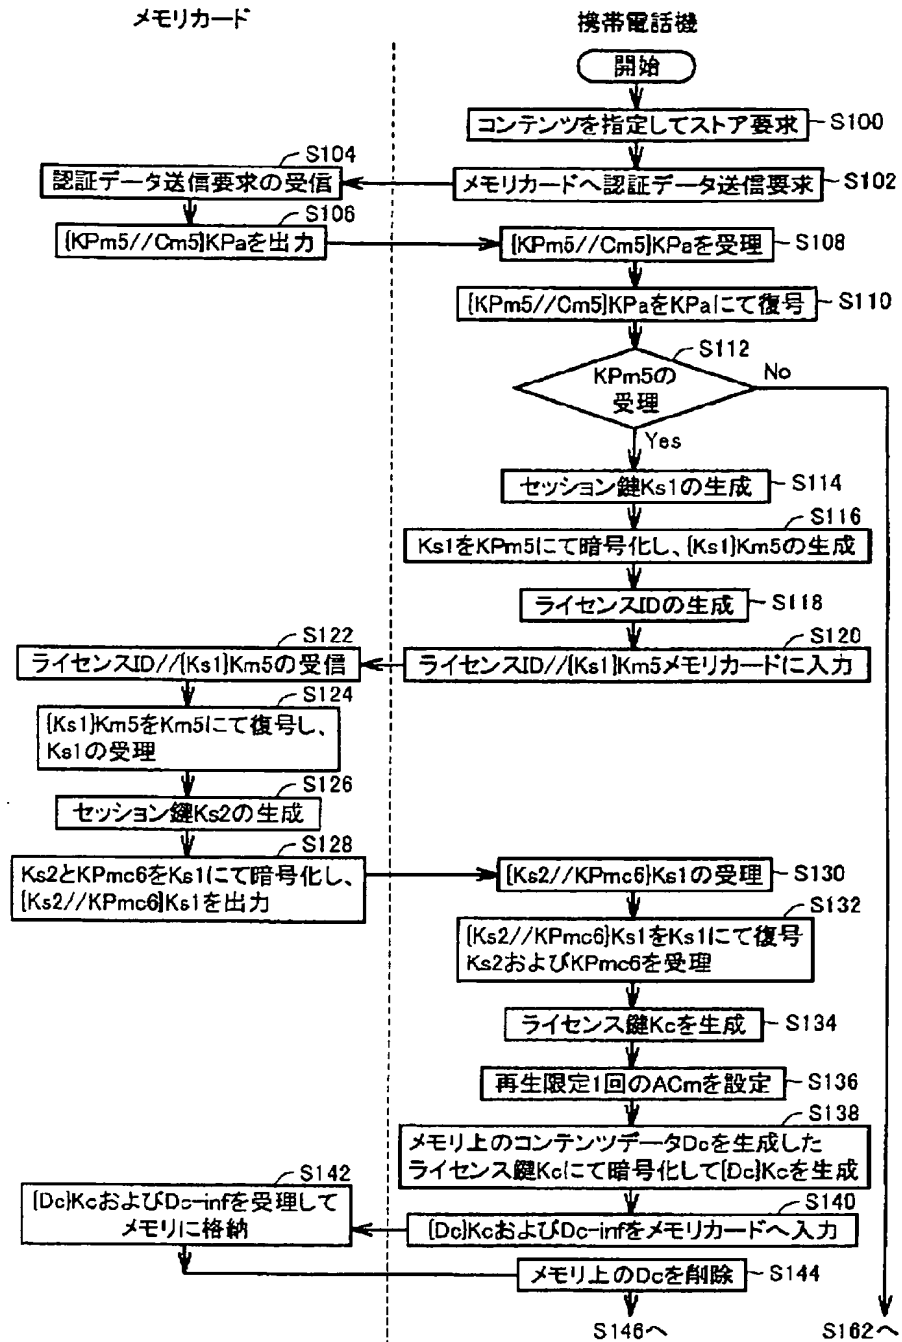 メモリカード
携帯電話機
開始
コンテンツを指定してストア要求
S100
S104
認証データ送信要求の受信
メモリカードへ認証データ送信要求
S102
S106
{KPm5//Cm5}KPaを出力
{KPm5//Cm5}KPaを受理
S108
{KPm5//Cm5}KPaをKPaにて復号
S110
S112
KPm5の
受理
No
Yes
セッション鍵Ks1の生成
S114
S116
Ks1をKPm5にて暗号化し、{Ks1}Km5の生成
ライセンスIDの生成
S118
S122
S120
ライセンスID//{Ks1}Km5の受信
ライセンスID//{Ks1}Km5メモリカードに入力
S124
{Ks1}Km5をKm5にて復号し、
Ks1の受理
S126
セッション鍵Ks2の生成
S128
Ks2とKPmc6をKs1にて暗号化し、
{Ks2//KPmc6}Ks1を出力
{Ks2//KPmc6}Ks1の受理
S130
S132
{Ks2//KPmc6}Ks1をKs1にて復号
Ks2およびKPmc6を受理
ライセンス鍵Kcを生成
S134
再生限定1回のACmを設定
S136
S138
メモリ上のコンテンツデータDcを生成した
ライセンス鍵Kcにて暗号化して{Dc}Kcを生成
S142
{Dc}KcおよびDc-infを受理して
メモリに格納
S140
{Dc}KcおよびDc-infをメモリカードへ入力
メモリ上のDcを削除
S144
S146へ
S162へ